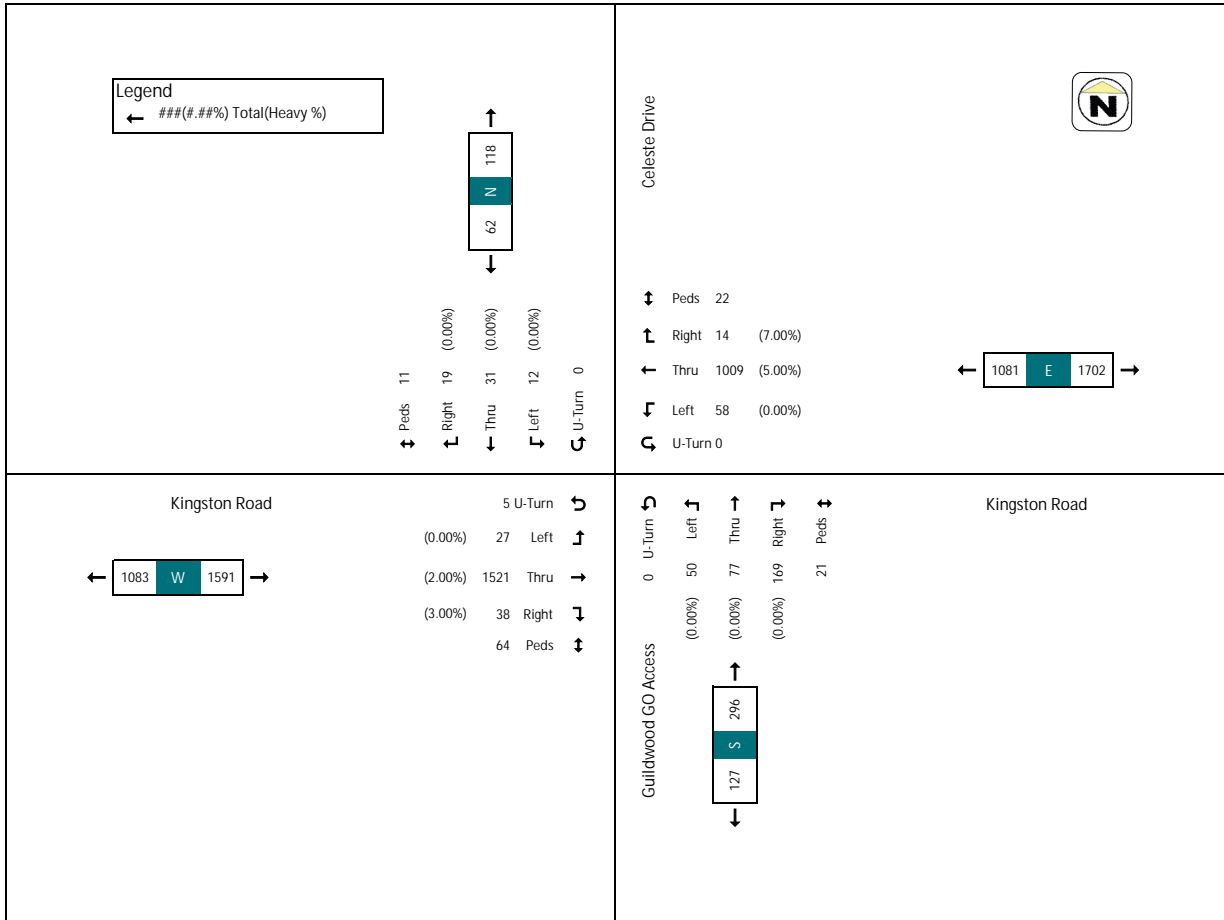 Legend
###(#.##%) Total(Heavy %)
118
N
62
(0.00%) (0.00%) (0.00%)
11 19 31 12 0
Peds Right Thru Left U-Turn
Celeste Drive
N
Peds 22
Right 14 (7.00%)
Thru 1009 (5.00%)
Left 58 (0.00%)
U-Turn 0
1081 E 1702
Kingston Road
5 U-Turn
(0.00%) 27 Left
(2.00%) 1521 Thru
(3.00%) 38 Right
64 Peds
1083 W 1591
U-Turn Left Thru Right Peds
0 50 77 169 21
(0.00%) (0.00%) (0.00%)
Guildwood GO Access
296
S
127
Kingston Road